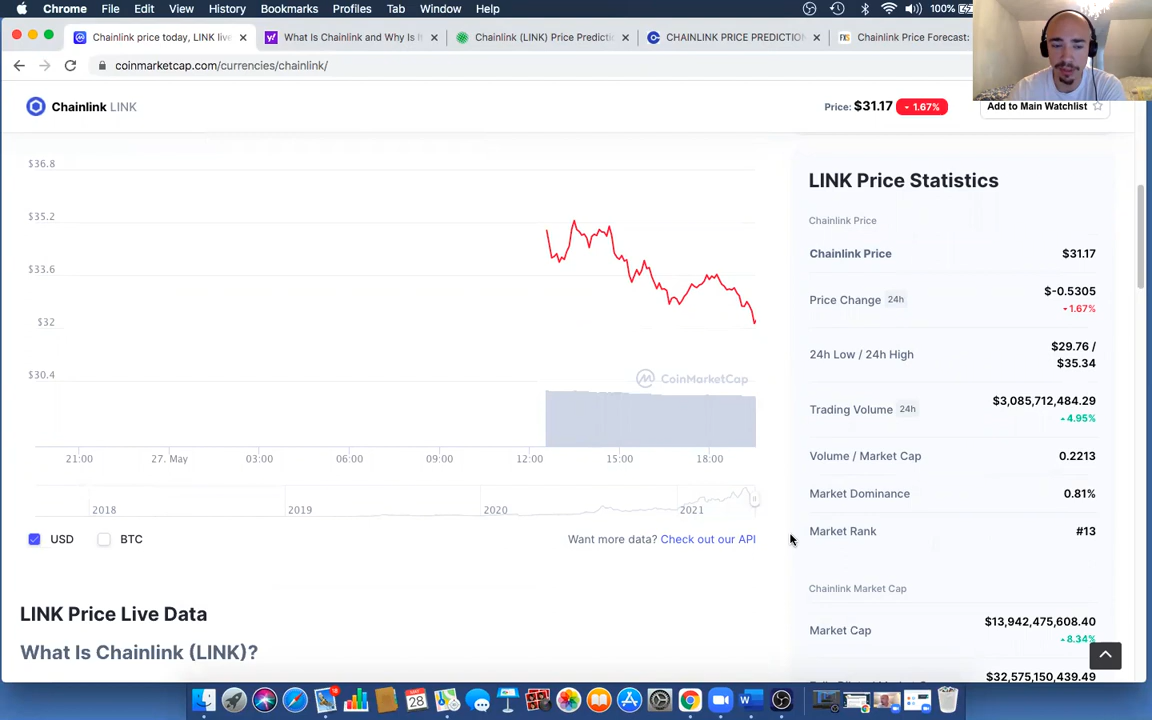 Chrome File Edit View History Bookmarks Profiles Tab Window Help 100%
Chainlink price today, LINK live What Is Chainlink and Why Is It Chainlink (LINK) Price Predictio CHAINLINK PRICE PREDICTION Chainlink Price Forecast:
coinmarketcap.com/currencies/chainlink/
Chainlink LINK Price: $31.17 1.67% Add to Main Watchlist
$36.8
$35.2
$33.6
$32
$30.4
CoinMarketCap
21:00 27. May 03:00 06:00 09:00 12:00 15:00 18:00
2018 2019 2020 2021
USD BTC Want more data? Check out our API
LINK Price Live Data
What Is Chainlink (LINK)?
LINK Price Statistics
Chainlink Price
Chainlink Price $31.17
Price Change 24h $-0.5305
1.67%
24h Low / 24h High $29.76 /
$35.34
Trading Volume 24h $3,085,712,484.29
4.95%
Volume / Market Cap 0.2213
Market Dominance 0.81%
Market Rank #13
Chainlink Market Cap
Market Cap $13,942,475,608.40
8.34%
$32,575,150,439.49
MAY
28